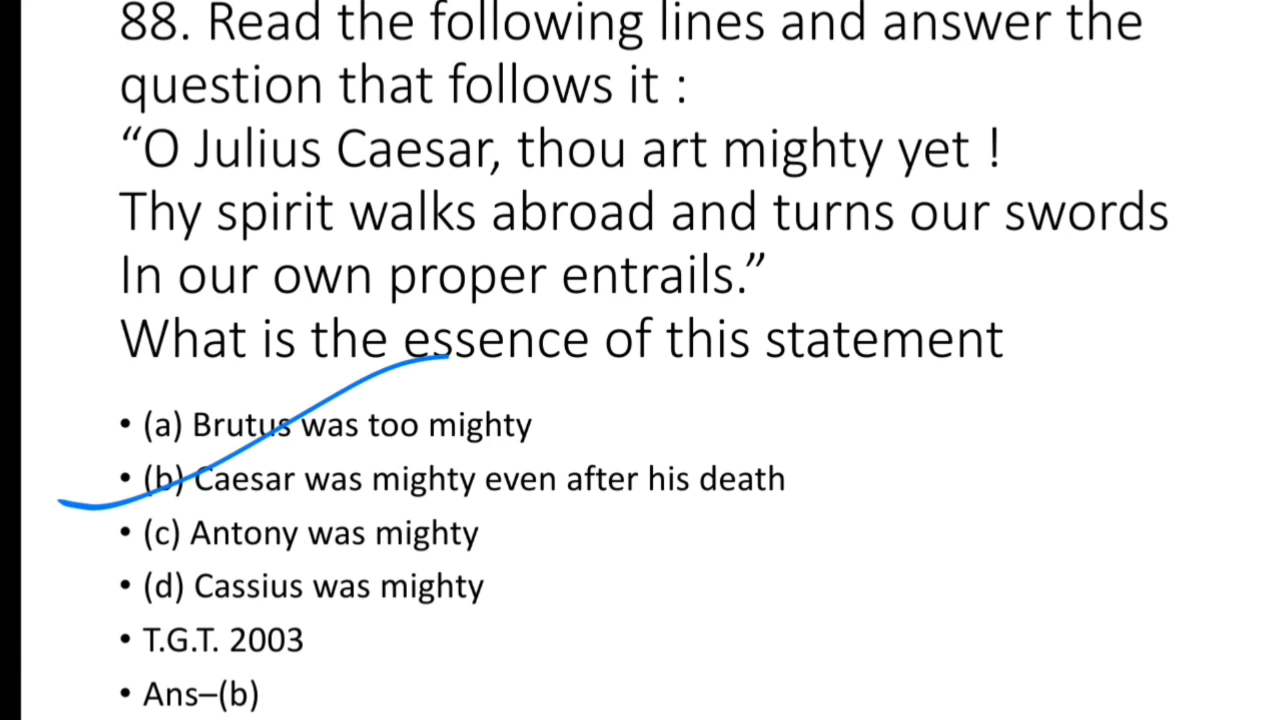 88. Read the following lines and answer the
question that follows it :
“O Julius Caesar, thou art mighty yet !
Thy spirit walks abroad and turns our swords
In our own proper entrails.”
What is the essence of this statement
• (a) Brutus was too mighty
• (b) Caesar was mighty even after his death
• (c) Antony was mighty
• (d) Cassius was mighty
• T.G.T. 2003
• Ans–(b)